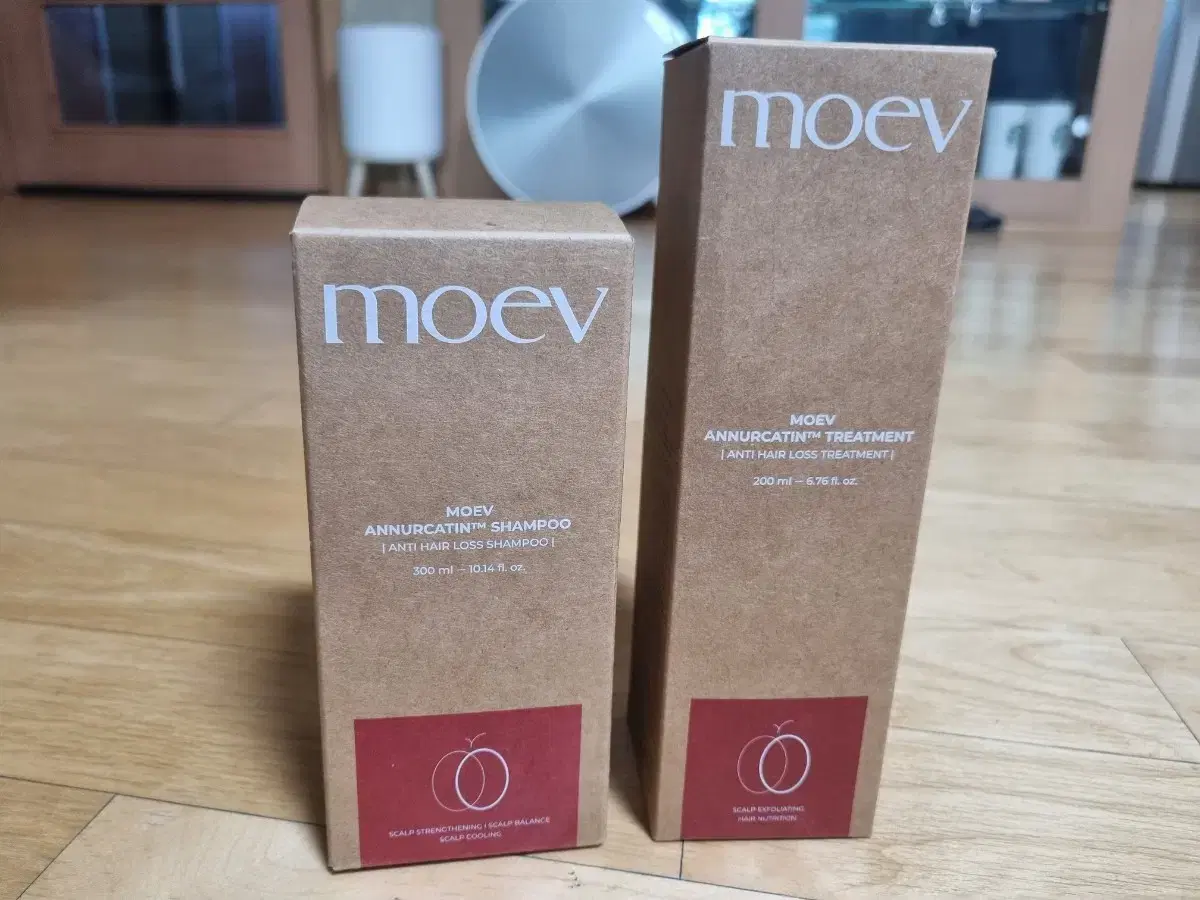 moev
MOEV
ANNURCATIN™ SHAMPOO
| ANTI HAIR LOSS SHAMPOO |
300 ml — 10.14 fl. oz.
SCALP STRENGTHENING | SCALP BALANCE
SCALP COOLING
moev
MOEV
ANNURCATIN™ TREATMENT
| ANTI HAIR LOSS TREATMENT |
200 ml — 6.76 fl. oz.
SCALP EXFOLIATING
HAIR NUTRITION